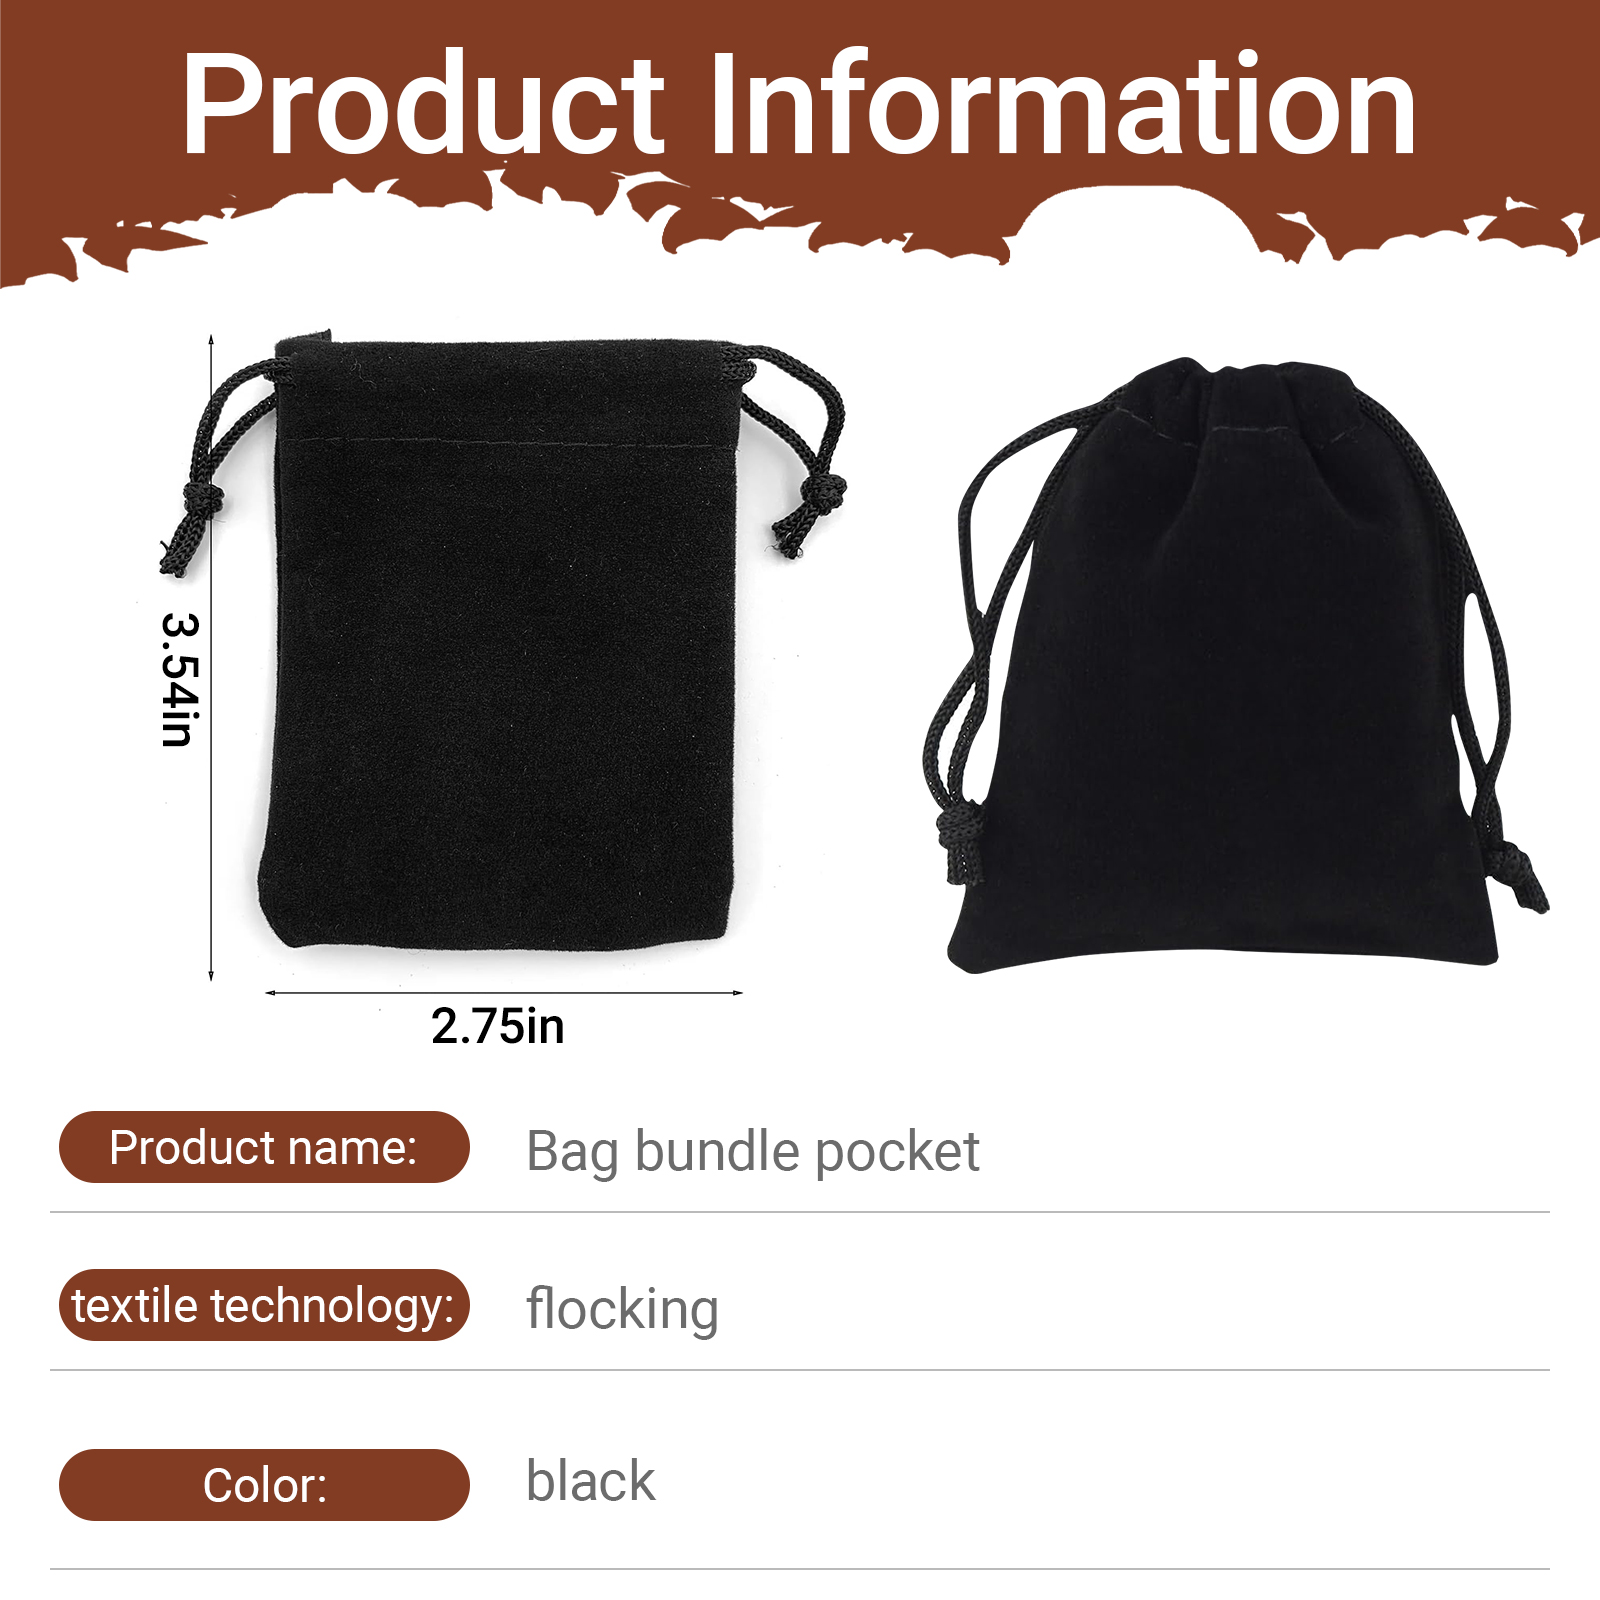 Product Information
3.54in
2.75in
Product name: Bag bundle pocket
textile technology: flocking
Color: black